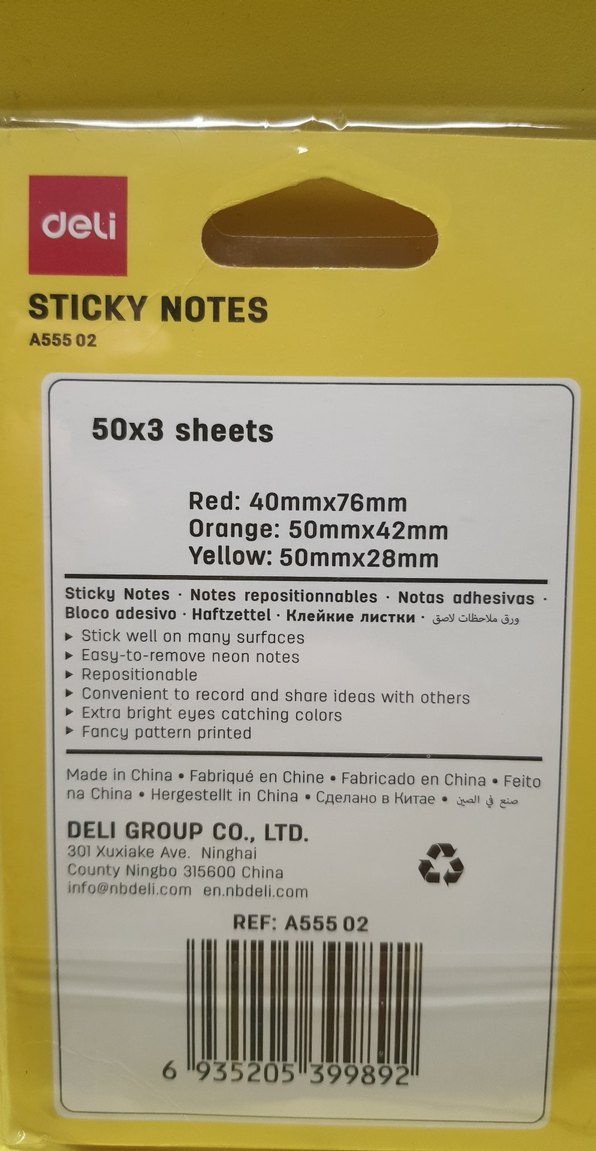 deli
STICKY NOTES
A555 02
50x3 sheets
Red: 40mmx76mm
Orange: 50mmx42mm
Yellow: 50mmx28mm
Sticky Notes · Notes repositionnables · Notas adhesivas ·
Bloco adesivo · Haftzettel · Клейкие листки · ورق ملاحظات لاصق
▶ Stick well on many surfaces
▶ Easy-to-remove neon notes
▶ Repositionable
▶ Convenient to record and share ideas with others
▶ Extra bright eyes catching colors
▶ Fancy pattern printed
Made in China • Fabriqué en Chine • Fabricado en China • Feito
na China • Hergestellt in China • Сделано в Китае • صنع في الصين
DELI GROUP CO., LTD.
301 Xuxiake Ave. Ninghai
County Ningbo 315600 China
info@nbdeli.com en.nbdeli.com
REF: A555 02
6 935205 399892